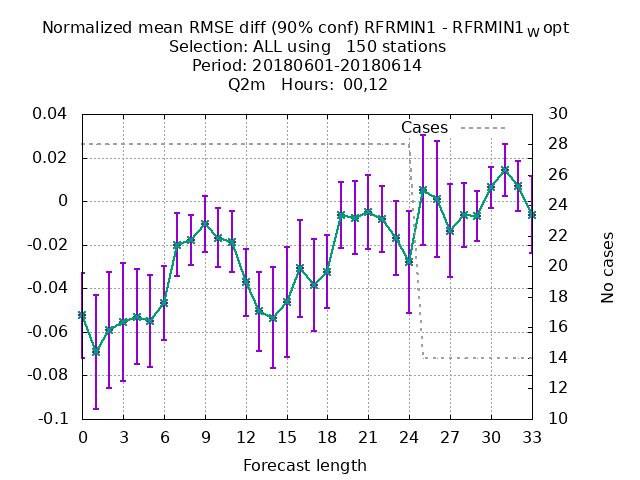 Normalized mean RMSE diff (90% conf) RFRMIN1 - RFRMIN1W opt
Selection: ALL using 150 stations
Period: 20180601-20180614
Q2m Hours: 00,12
Cases
0.04
0.02
0
-0.02
-0.04
-0.06
-0.08
-0.1
30
28
26
24
22
20
18
16
14
12
10
No cases
0 3 6 9 12 15 18 21 24 27 30 33
Forecast length